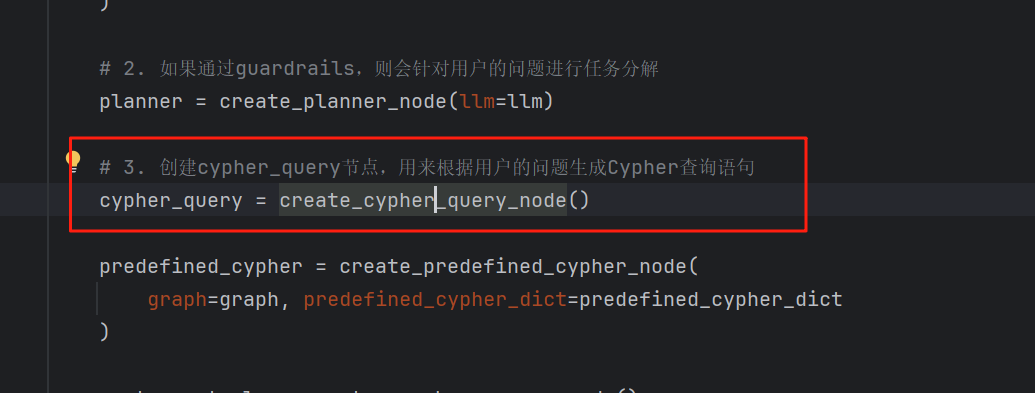 )
# 2. 如果通过guardrails，则会针对用户的问题进行任务分解
planner = create_planner_node(llm=llm)
# 3. 创建cypher_query节点，用来根据用户的问题生成Cypher查询语句
cypher_query = create_cypher_query_node()
predefined_cypher = create_predefined_cypher_node(
graph=graph, predefined_cypher_dict=predefined_cypher_dict
)